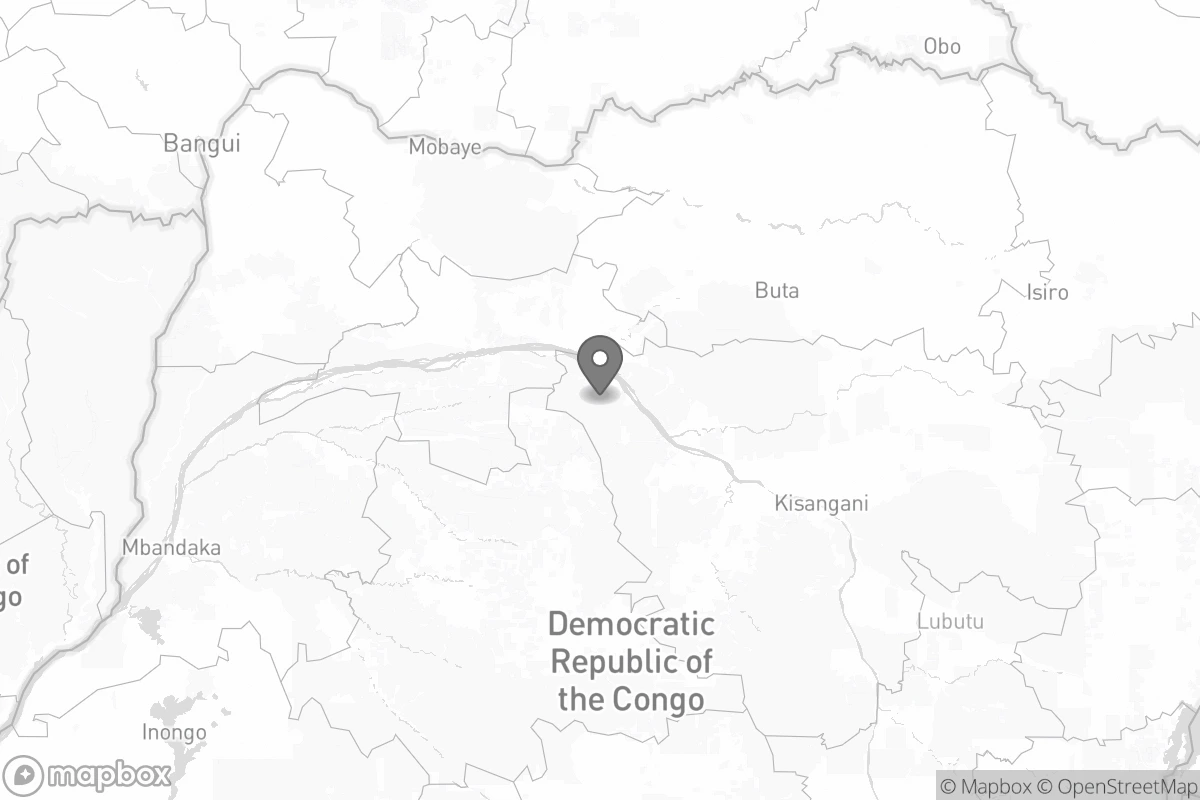 Obo
Bangui
Mobaye
Buta
Isiro
Kisangani
Mbandaka
of
go
Democratic
Republic of
the Congo
Lubutu
Inongo
mapbox
© Mapbox © OpenStreetMap